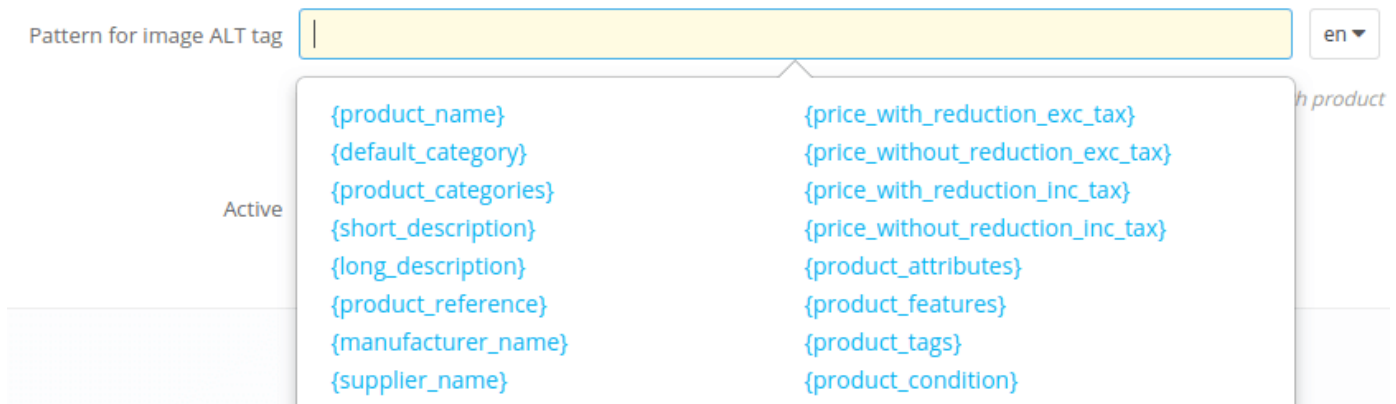 Pattern for image ALT tag
en
h product
{product_name} {price_with_reduction_exc_tax}
{default_category} {price_without_reduction_exc_tax}
{product_categories} {price_with_reduction_inc_tax}
Active
{short_description} {price_without_reduction_inc_tax}
{long_description} {product_attributes}
{product_reference} {product_features}
{manufacturer_name} {product_tags}
{supplier_name} {product_condition}